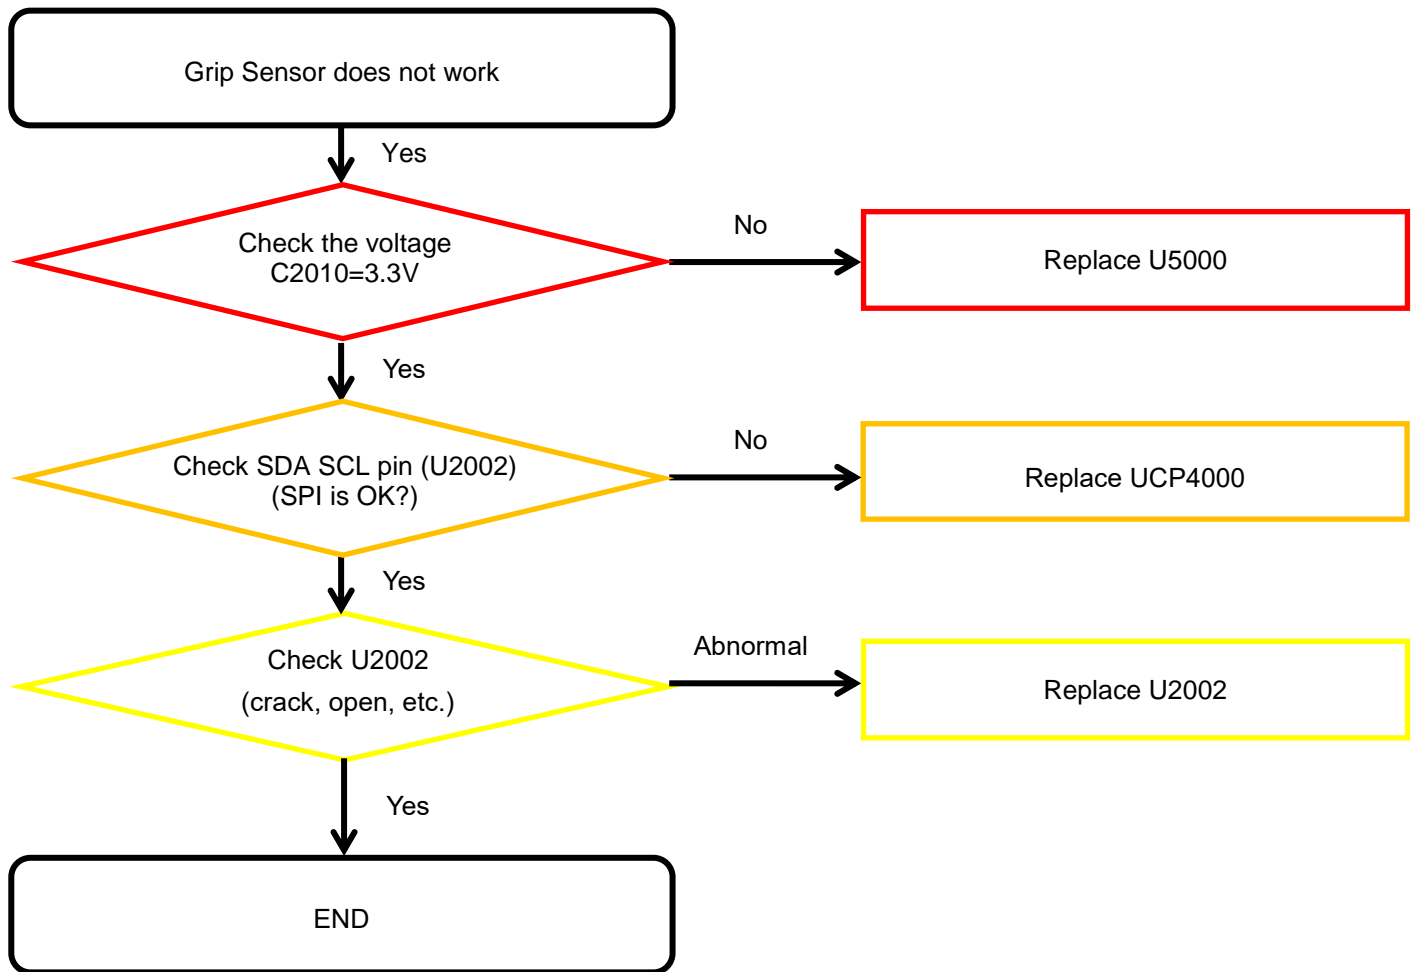 Grip Sensor does not work
Yes
Check the voltage
C2010=3.3V
No
Replace U5000
Yes
Check SDA SCL pin (U2002)
(SPI is OK?)
No
Replace UCP4000
Yes
Check U2002
(crack, open, etc.)
Abnormal
Replace U2002
Yes
END